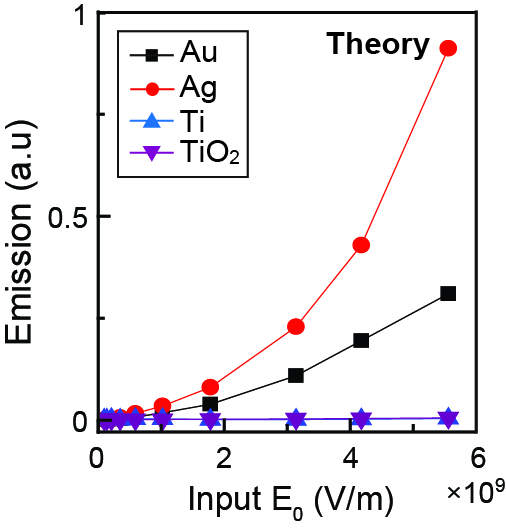 1
Theory
Au
Ag
Ti
TiO₂
0.5
0
Emission (a.u)
0 2 4 6
Input E₀ (V/m) ×10⁹